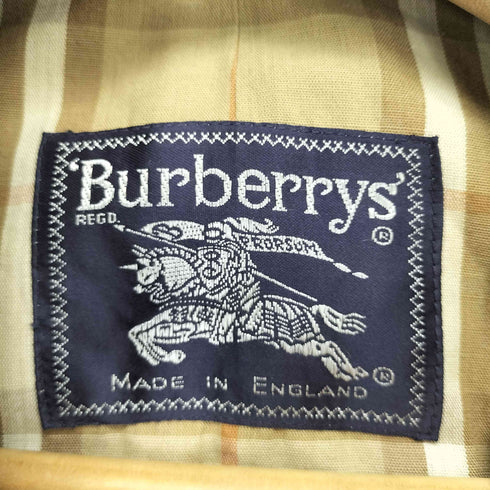 'Burberrys'
REGD.
PRORSUM
®
MADE IN ENGLAND
®